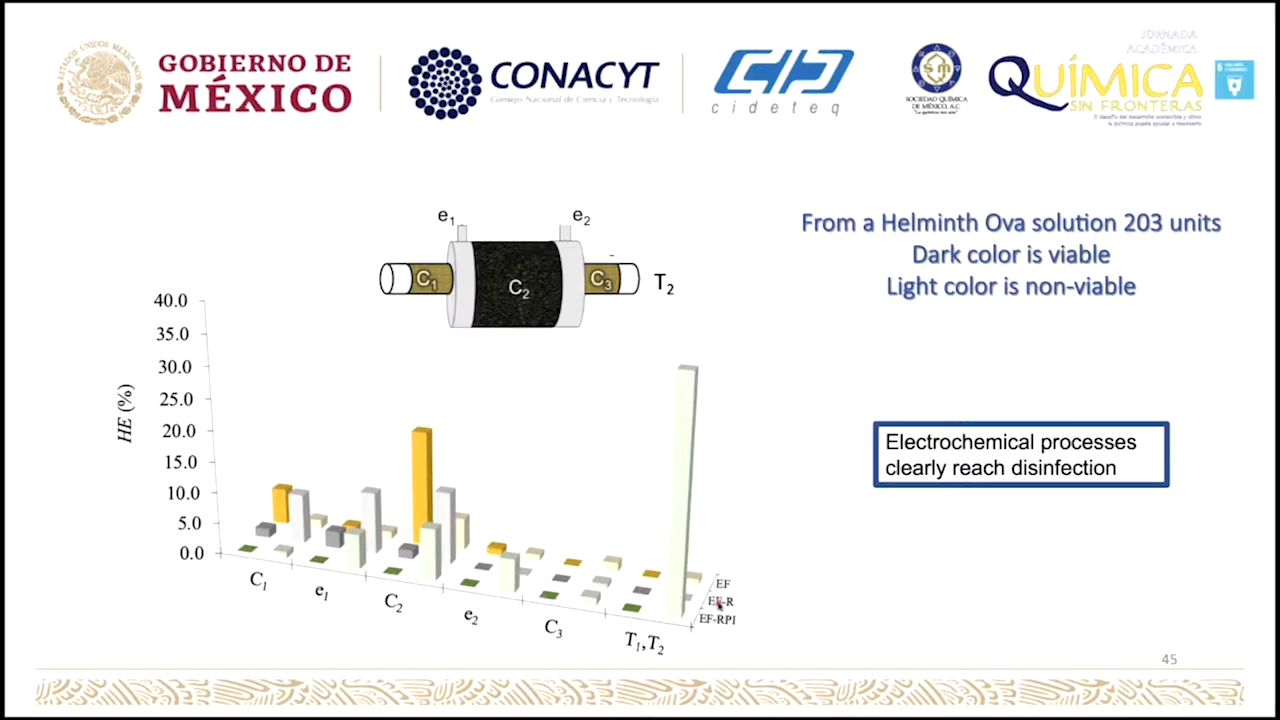 GOBIERNO DE
MÉXICO
CONACYT
Consejo Nacional de Ciencia y Tecnología
cideteq
SOCIEDAD QUÍMICA
DE MÉXICO, A.C.
JORNADA
ACADÉMICA
QUÍMICA
SIN FRONTERAS
6
From a Helminth Ova solution 203 units
Dark color is viable
Light color is non-viable
e1
e2
C1
C2
C3
T2
HE (%)
40.0
35.0
30.0
25.0
20.0
15.0
10.0
5.0
0.0
C1
e1
C2
e2
C3
T1,T2
EF
EF-R
EF-RPI
Electrochemical processes
clearly reach disinfection
45